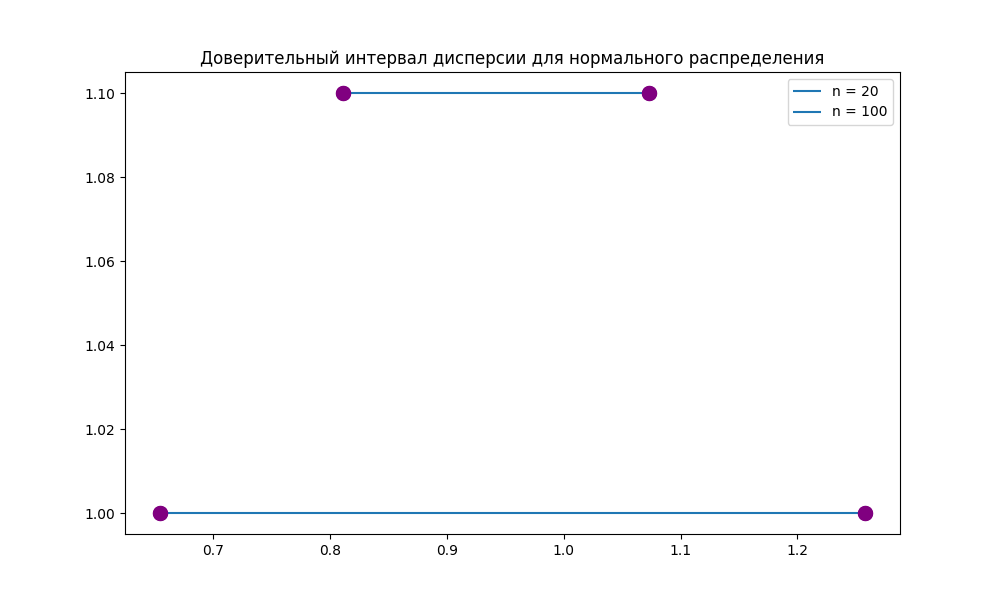 Доверительный интервал дисперсии для нормального распределения
n = 20
n = 100
1.10
1.08
1.06
1.04
1.02
1.00
0.7 0.8 0.9 1.0 1.1 1.2